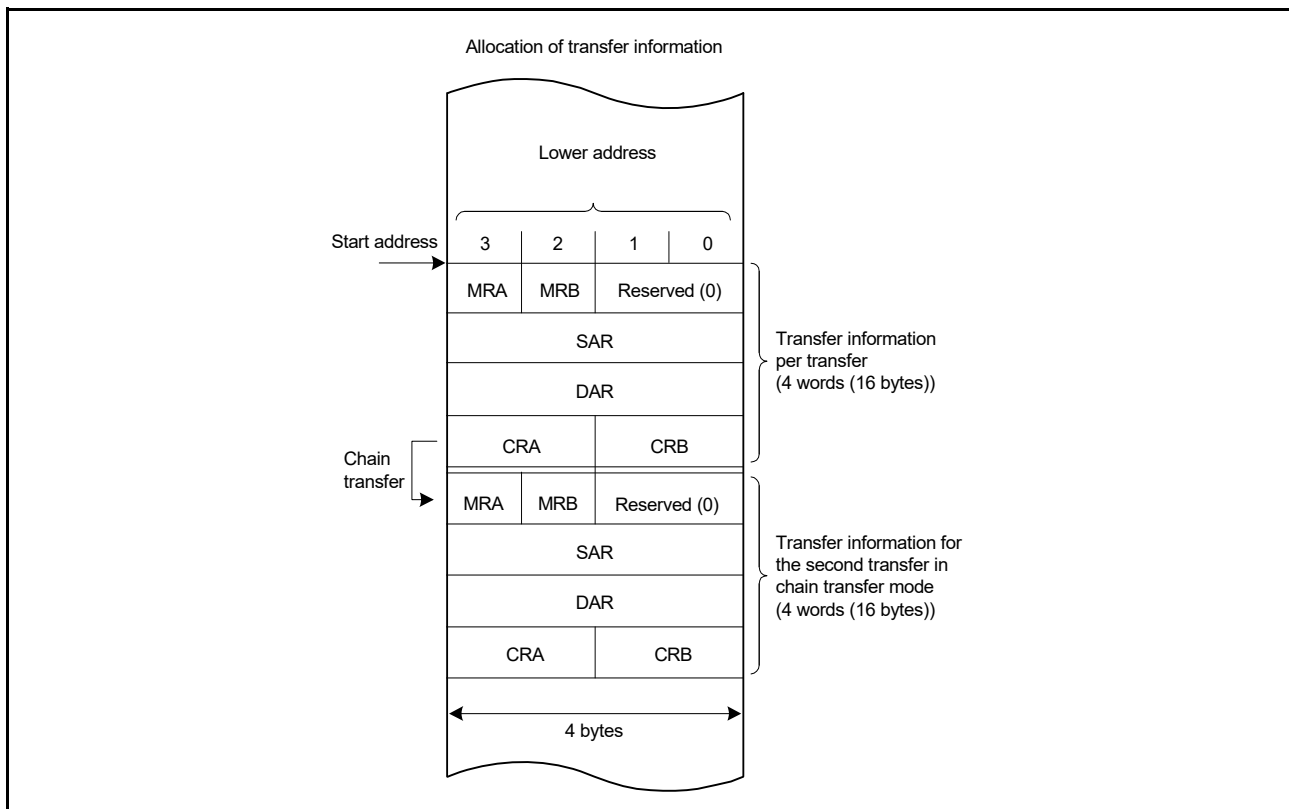 Allocation of transfer information
Lower address
Start address
3 2 1 0
MRA MRB Reserved (0)
SAR
DAR
CRA CRB
Transfer information
per transfer
(4 words (16 bytes))
Chain
transfer
MRA MRB Reserved (0)
SAR
DAR
CRA CRB
Transfer information for
the second transfer in
chain transfer mode
(4 words (16 bytes))
4 bytes